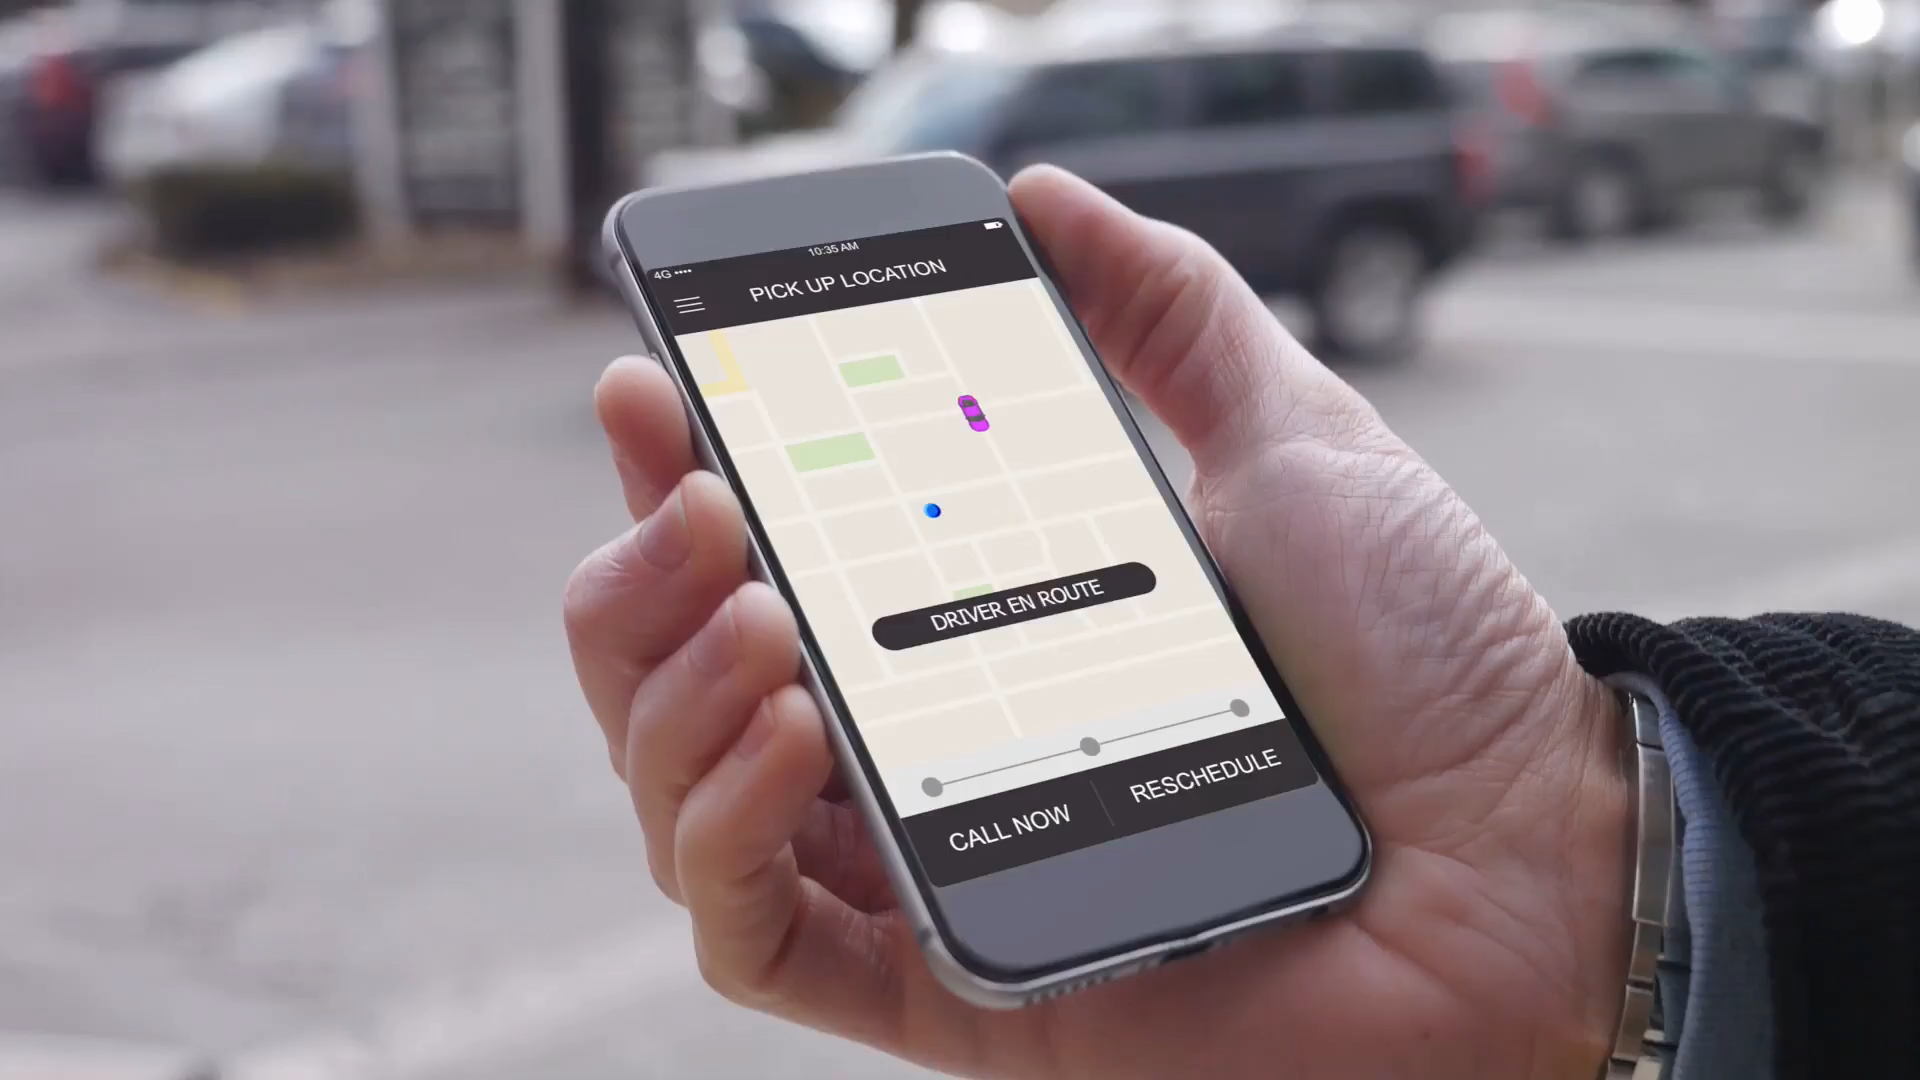 4G •••• 10:35 AM
PICK UP LOCATION
DRIVER EN ROUTE
CALL NOW
RESCHEDULE